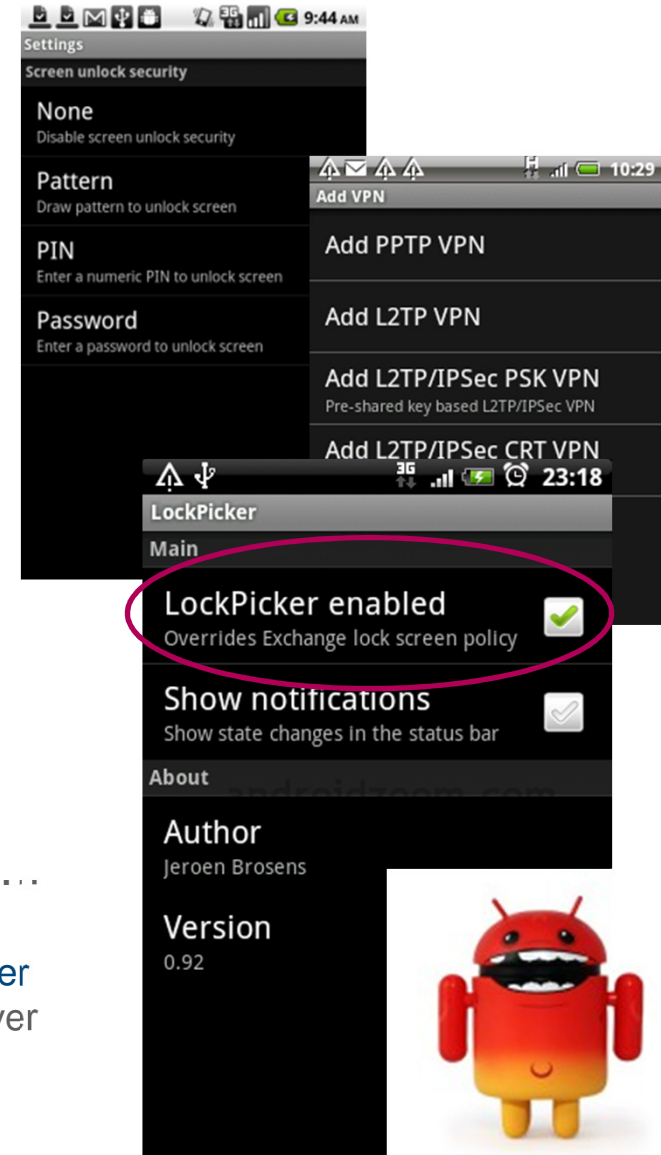 9:44 AM
Settings
Screen unlock security
None
Disable screen unlock security
Pattern
Draw pattern to unlock screen
PIN
Enter a numeric PIN to unlock screen
Password
Enter a password to unlock screen
H 10:29
Add VPN
Add PPTP VPN
Add L2TP VPN
Add L2TP/IPSec PSK VPN
Pre-shared key based L2TP/IPSec VPN
Add L2TP/IPSec CRT VPN
3G 23:18
LockPicker
Main
LockPicker enabled
Overrides Exchange lock screen policy
Show notifications
Show state changes in the status bar
About
androidzoom.com
Author
Jeroen Brosens
Version
0.92
er